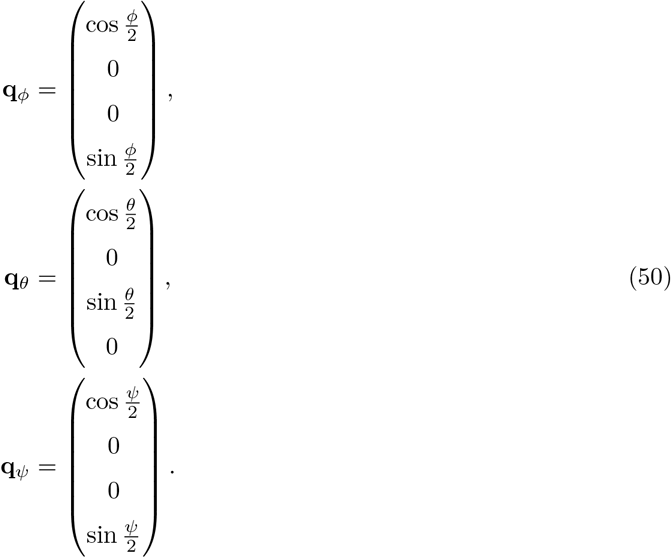 $$\mathbf{q}_\phi = \begin{pmatrix} \cos\frac{\phi}{2} \\ 0 \\ 0 \\ \sin\frac{\phi}{2} \end{pmatrix},$$
$$\mathbf{q}_\theta = \begin{pmatrix} \cos\frac{\theta}{2} \\ 0 \\ \sin\frac{\theta}{2} \\ 0 \end{pmatrix}, \quad (50)$$
$$\mathbf{q}_\psi = \begin{pmatrix} \cos\frac{\psi}{2} \\ 0 \\ 0 \\ \sin\frac{\psi}{2} \end{pmatrix}.$$